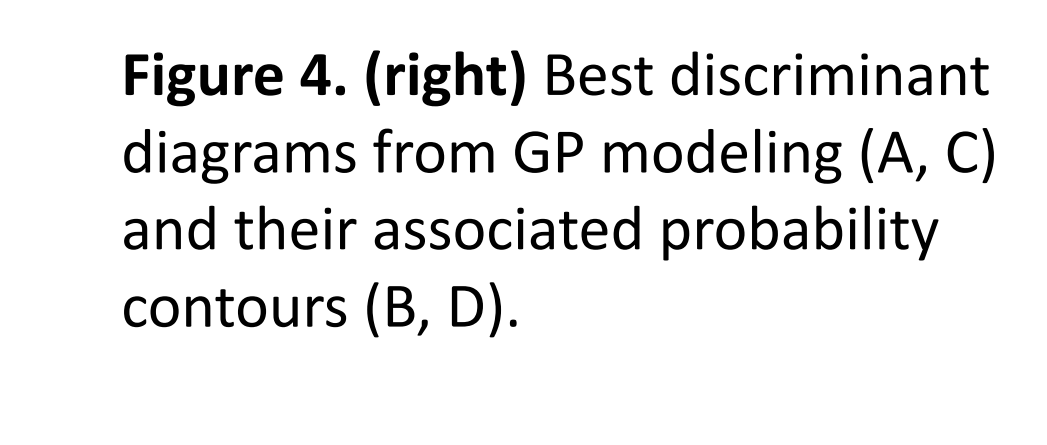 Figure 4. (right) Best discriminant
diagrams from GP modeling (A, C)
and their associated probability
contours (B, D).